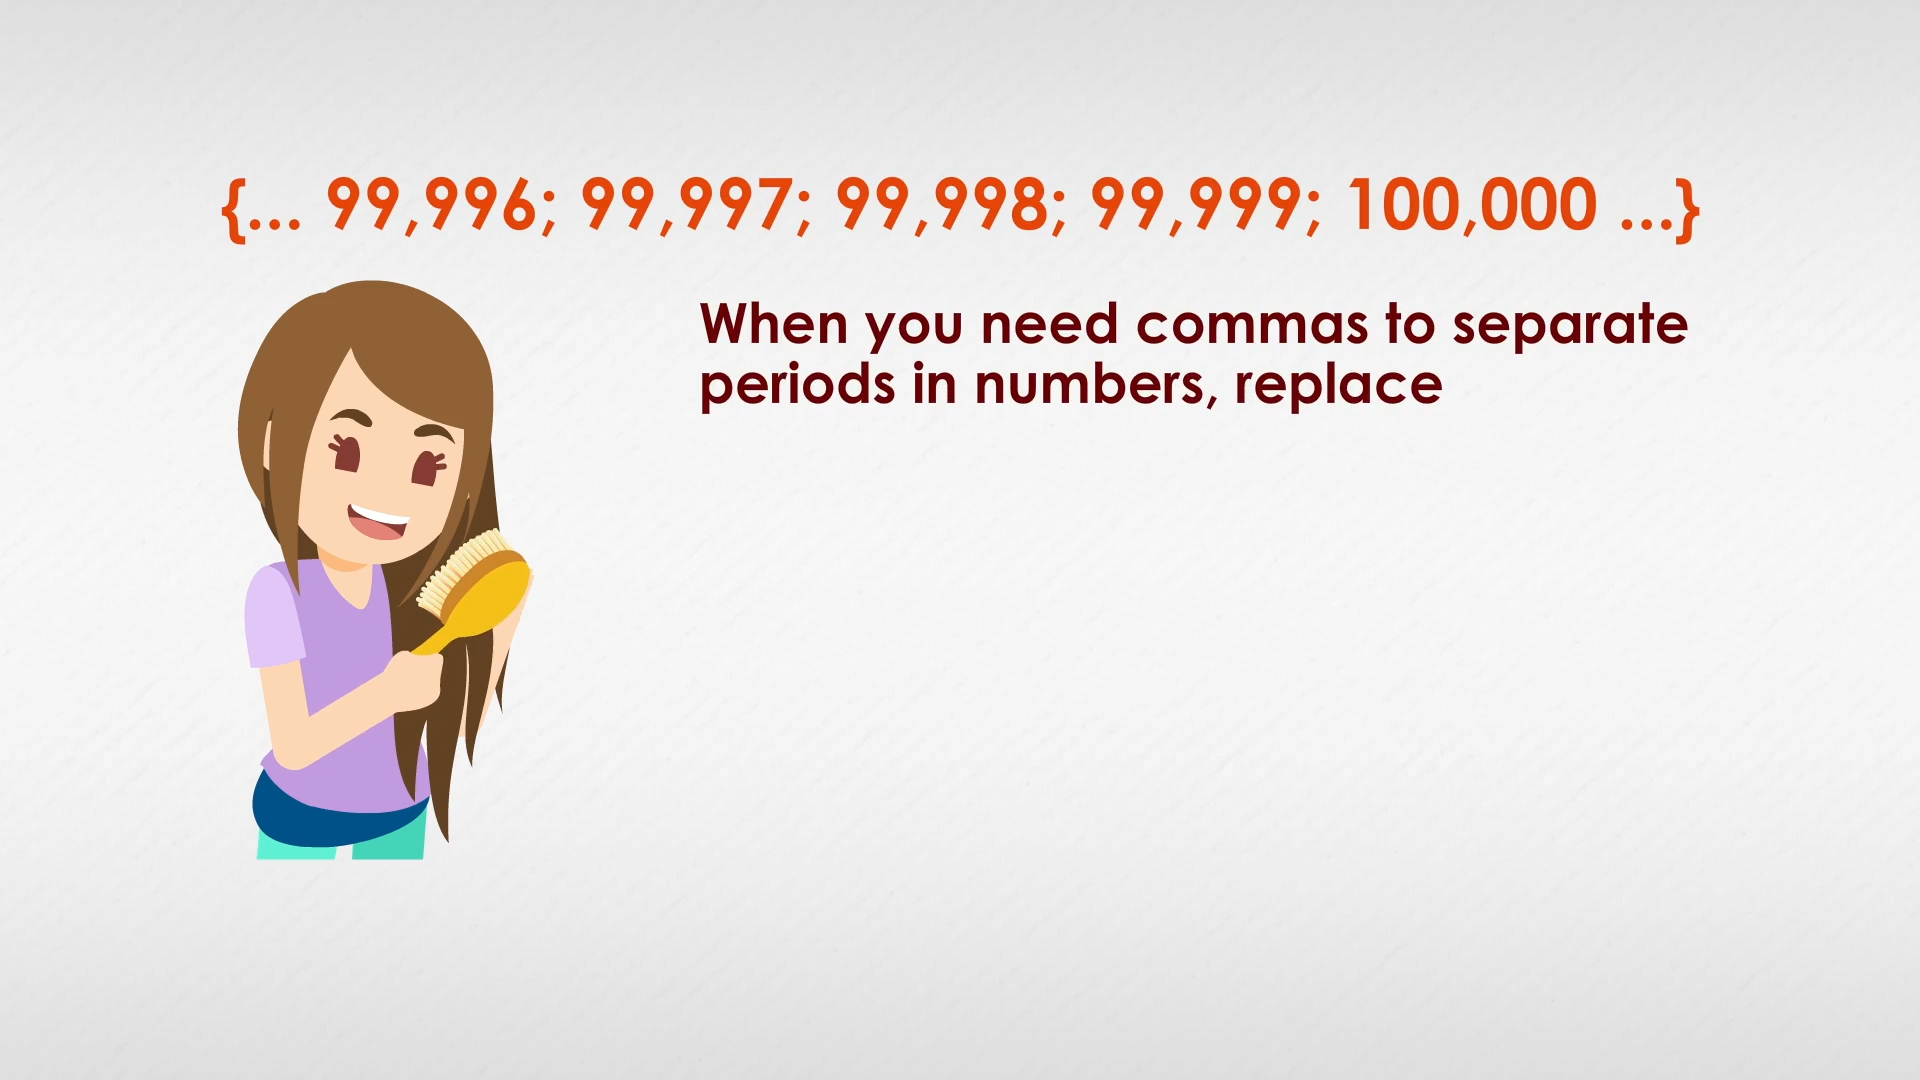 {... 99,996; 99,997; 99,998; 99,999; 100,000 ...}
When you need commas to separate
periods in numbers, replace